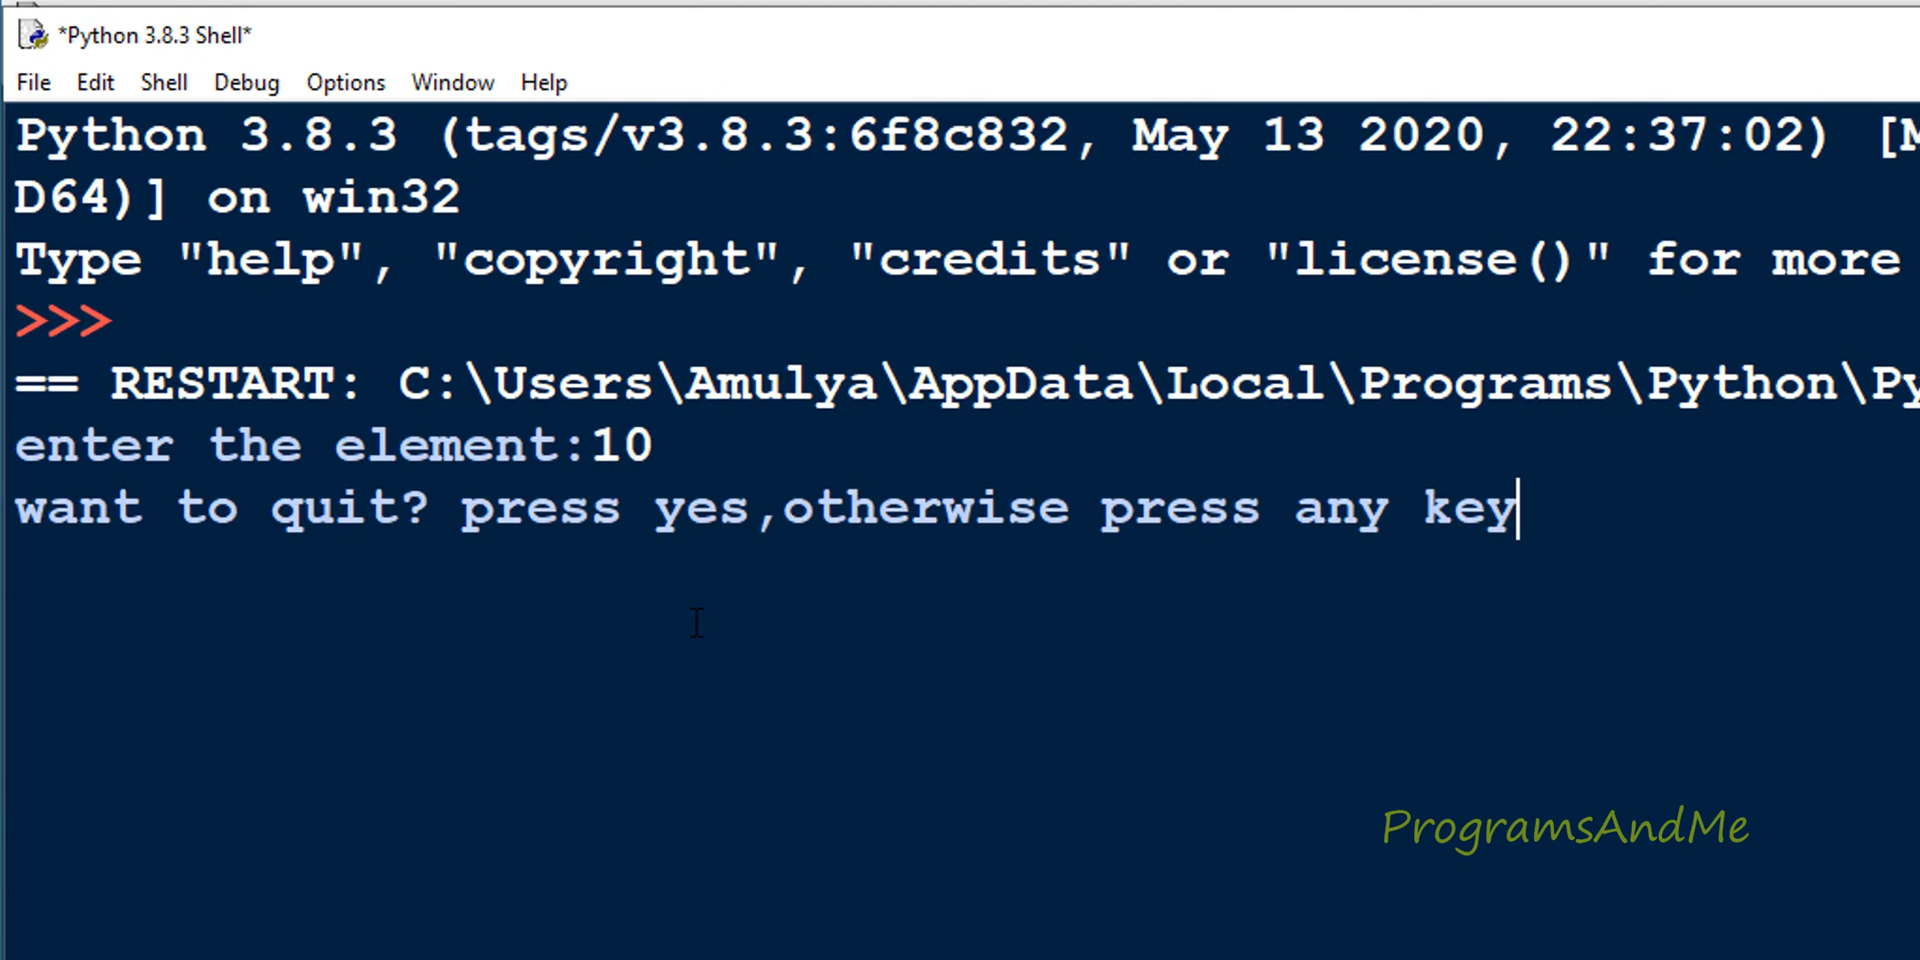 *Python 3.8.3 Shell*
File Edit Shell Debug Options Window Help
Python 3.8.3 (tags/v3.8.3:6f8c832, May 13 2020, 22:37:02) [M
D64)] on win32
Type "help", "copyright", "credits" or "license()" for more
>>>
== RESTART: C:\Users\Amulya\AppData\Local\Programs\Python\Py
enter the element:10
want to quit? press yes,otherwise press any key
ProgramsAndMe